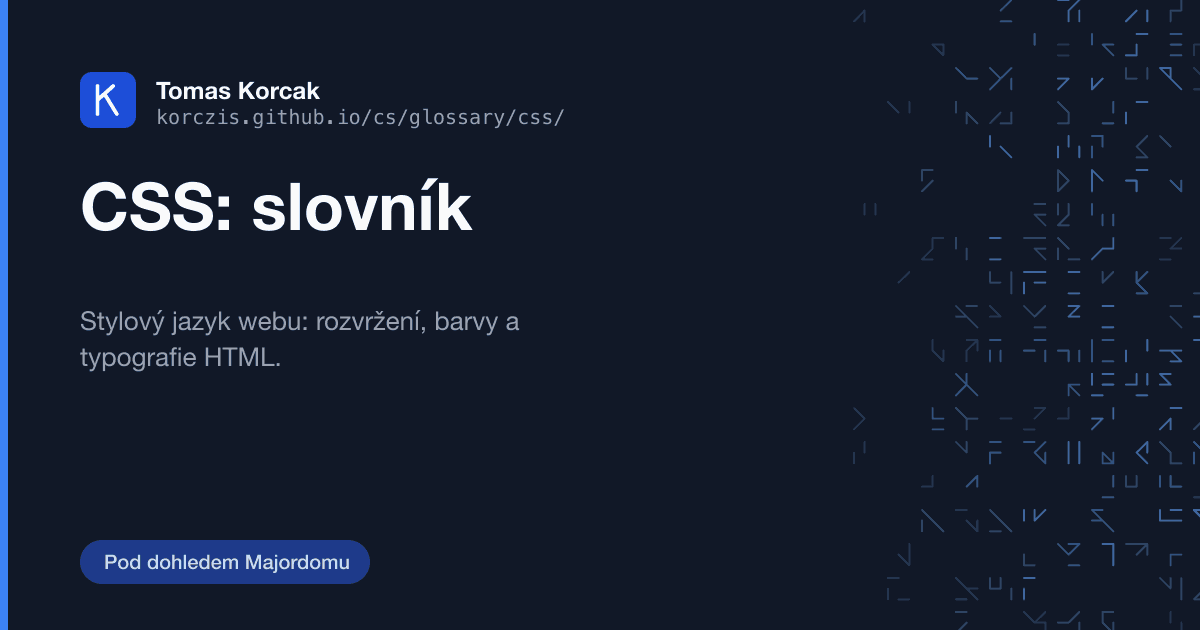 K
Tomas Korcak
korczis.github.io/cs/glossary/css/
CSS: slovník
Stylový jazyk webu: rozvržení, barvy a
typografie HTML.
Pod dohledem Majordomu